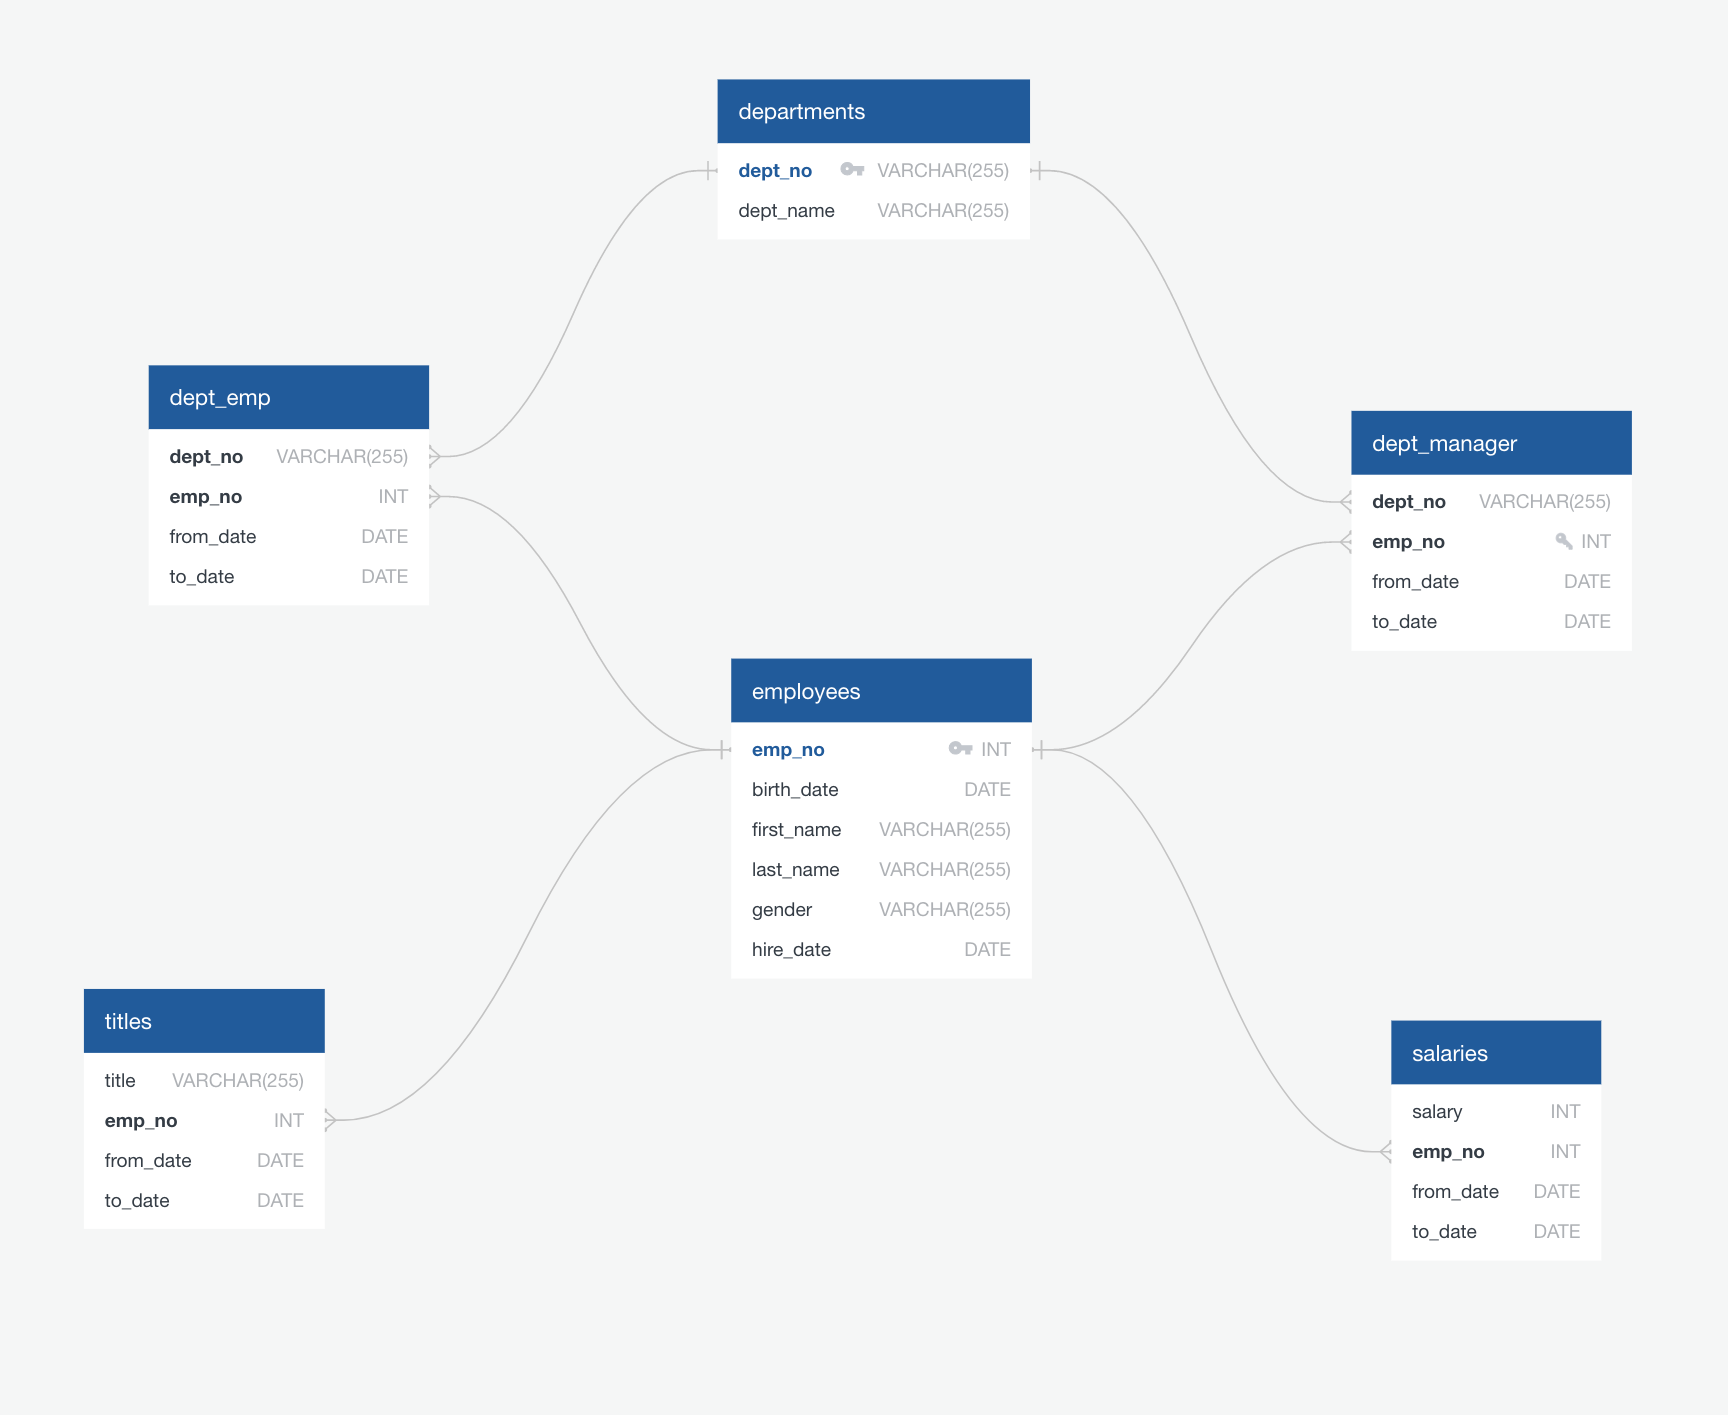 departments
dept_no VARCHAR(255)
dept_name VARCHAR(255)
dept_emp
dept_no VARCHAR(255)
emp_no INT
from_date DATE
to_date DATE
dept_manager
dept_no VARCHAR(255)
emp_no INT
from_date DATE
to_date DATE
employees
emp_no INT
birth_date DATE
first_name VARCHAR(255)
last_name VARCHAR(255)
gender VARCHAR(255)
hire_date DATE
titles
title VARCHAR(255)
emp_no INT
from_date DATE
to_date DATE
salaries
salary INT
emp_no INT
from_date DATE
to_date DATE